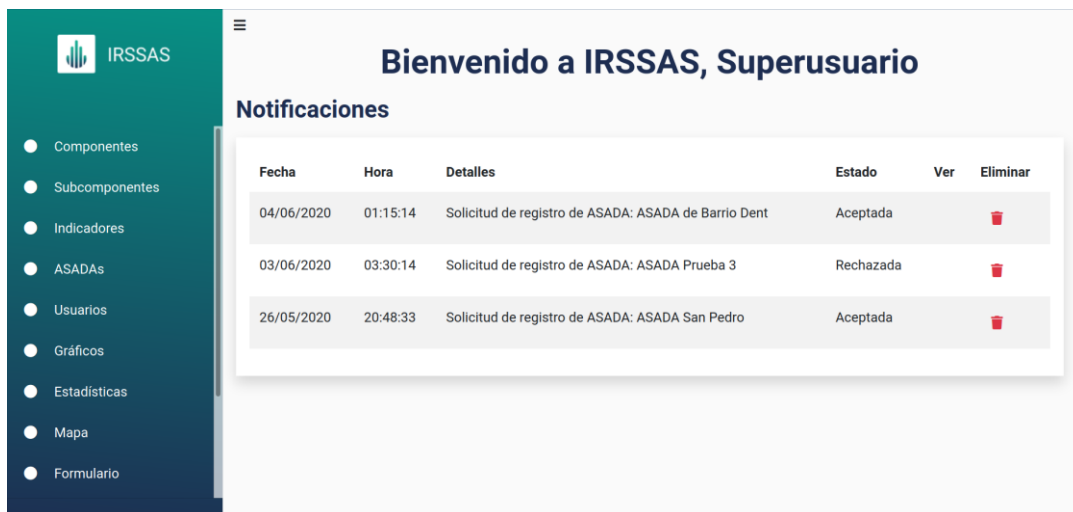 IRSSAS
Componentes
Subcomponentes
Indicadores
ASADAs
Usuarios
Gráficos
Estadísticas
Mapa
Formulario
Bienvenido a IRSSAS, Superusuario
Notificaciones
Fecha Hora Detalles Estado Ver Eliminar
04/06/2020 01:15:14 Solicitud de registro de ASADA: ASADA de Barrio Dent Aceptada
03/06/2020 03:30:14 Solicitud de registro de ASADA: ASADA Prueba 3 Rechazada
26/05/2020 20:48:33 Solicitud de registro de ASADA: ASADA San Pedro Aceptada